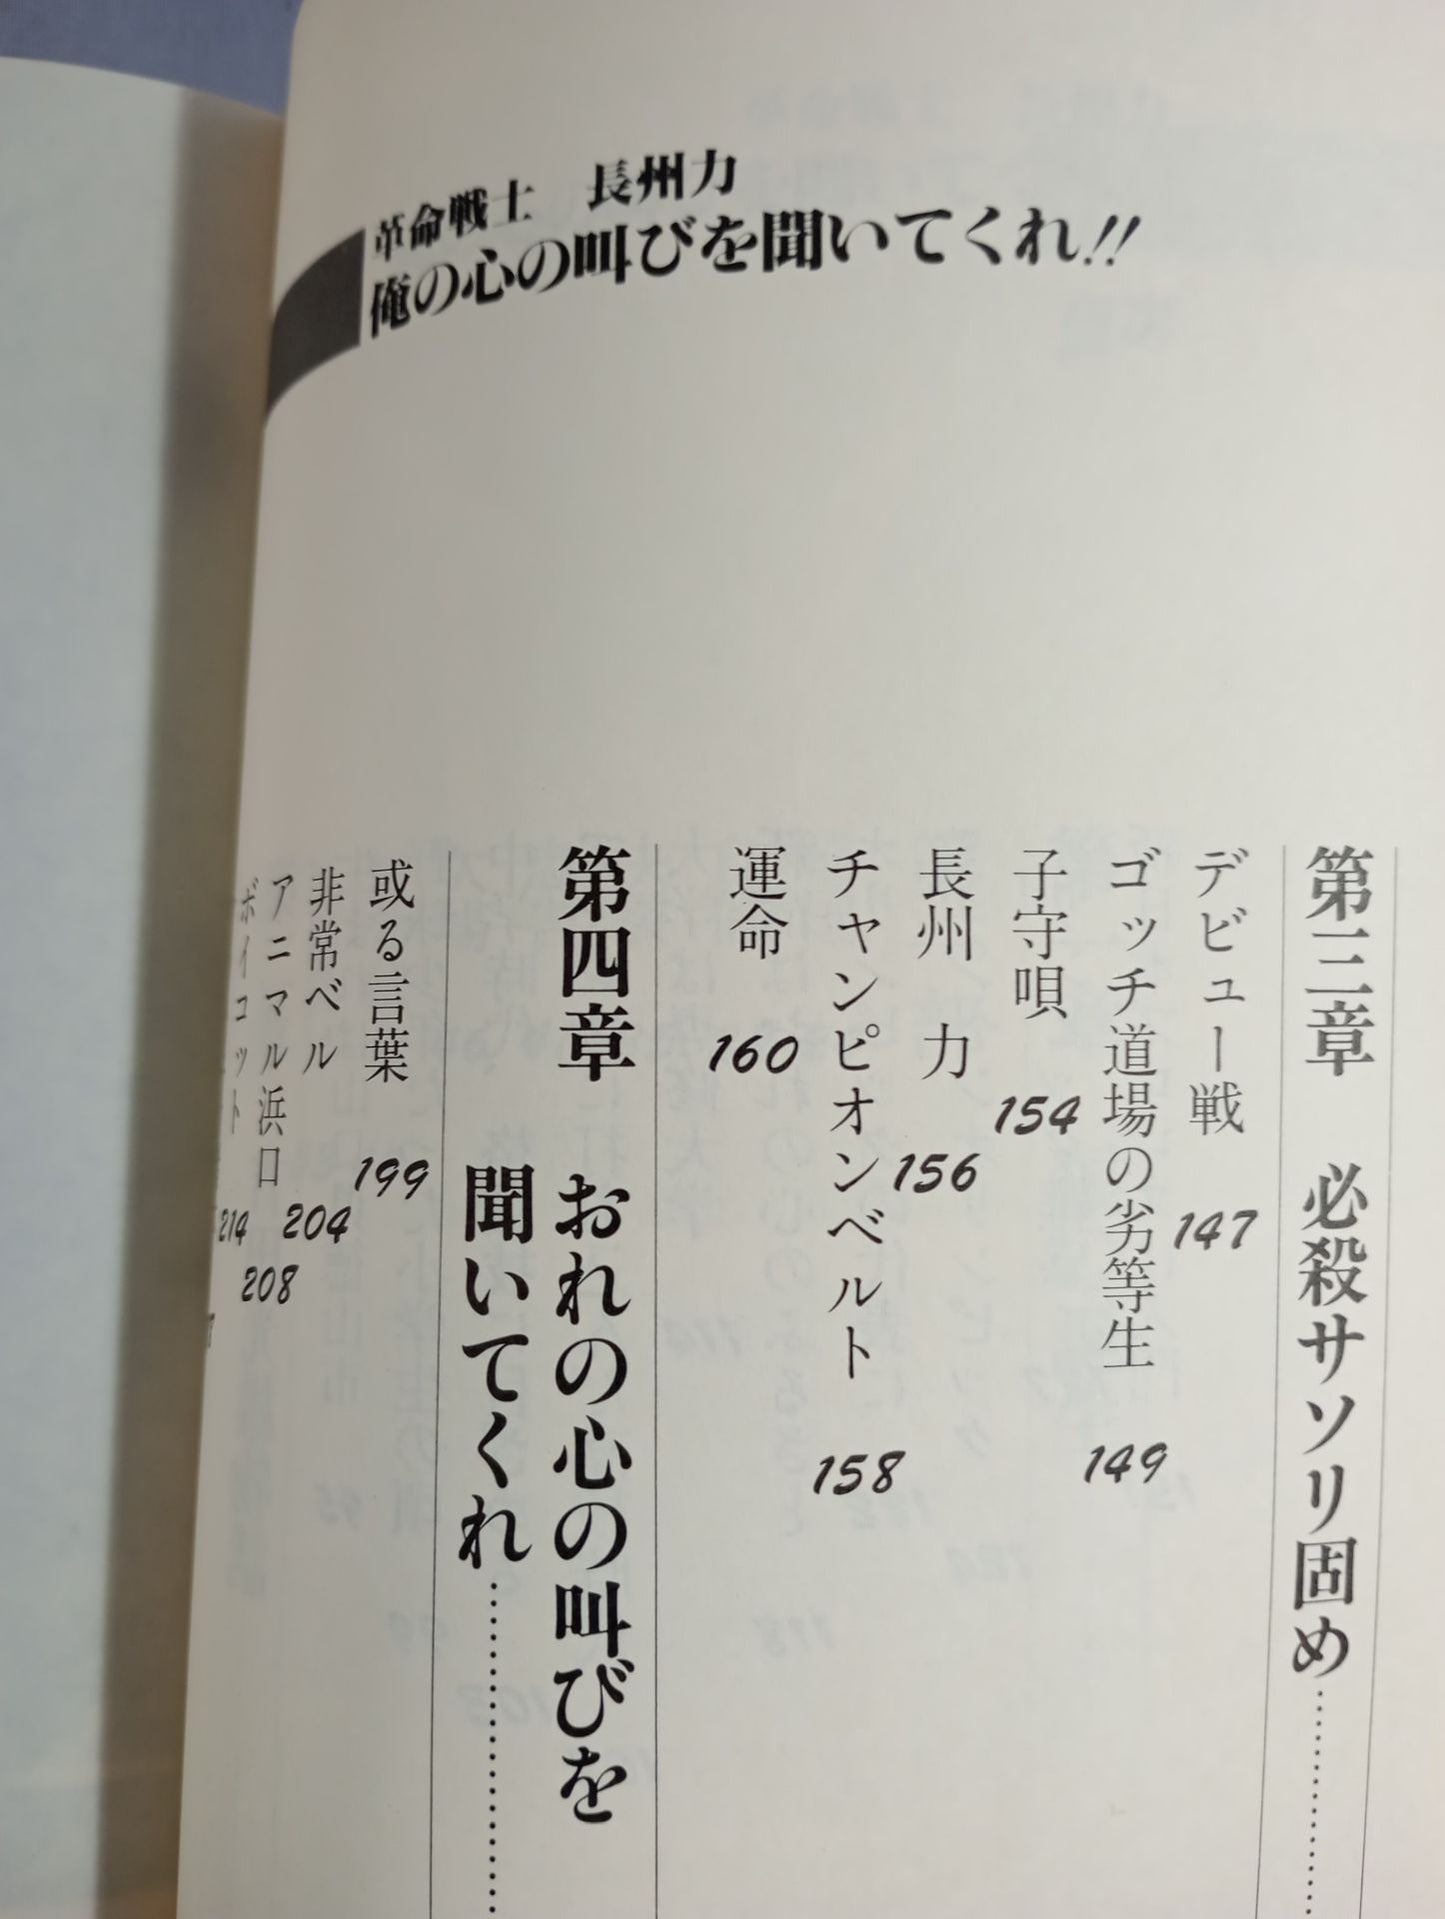 革命戦士　長州力
俺の心の叫びを聞いてくれ!!
第三章　必殺サソリ固め…………
デビュー戦　147
ゴッチ道場の劣等生　149
子守唄　154
長州　力　156
チャンピオンベルト　158
運命　160
第四章　おれの心の叫びを
聞いてくれ…………
或る言葉　199
非常ベル　204
アニマル浜口　208
ボイコット　214